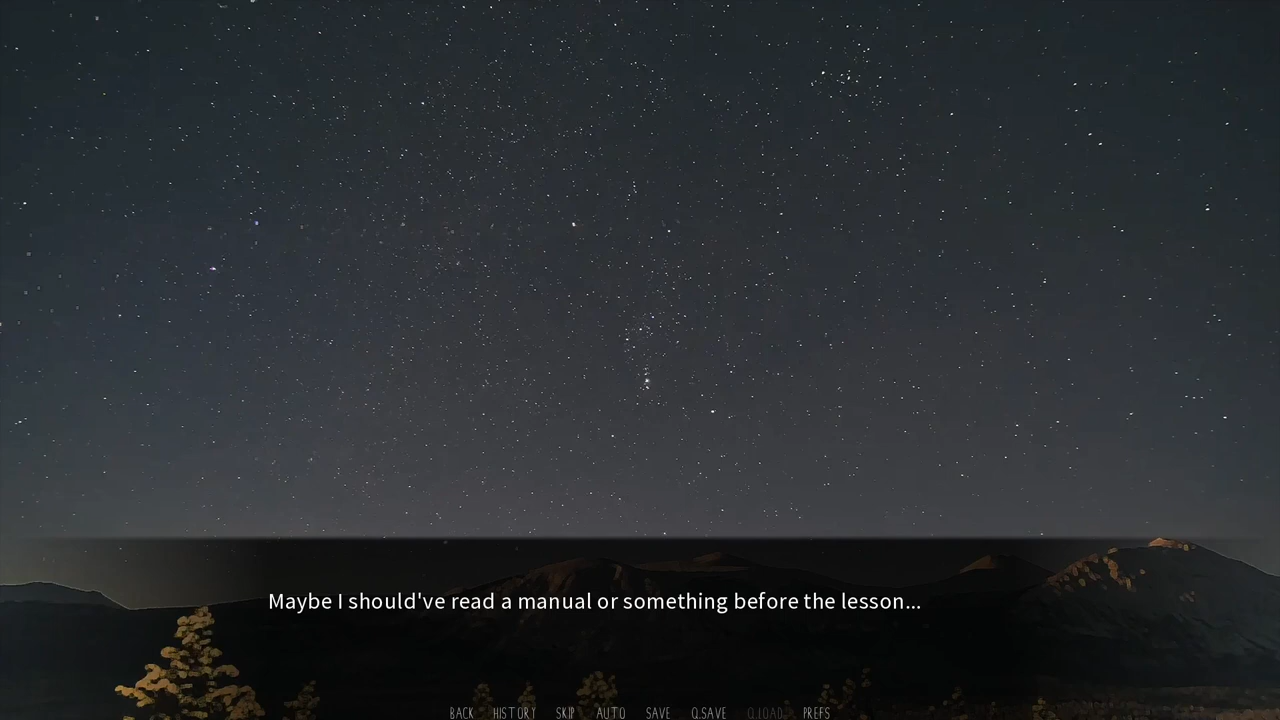 Maybe I should've read a manual or something before the lesson...
BACK HISTORY SKIP AUTO SAVE Q.SAVE Q.LOAD PREFS